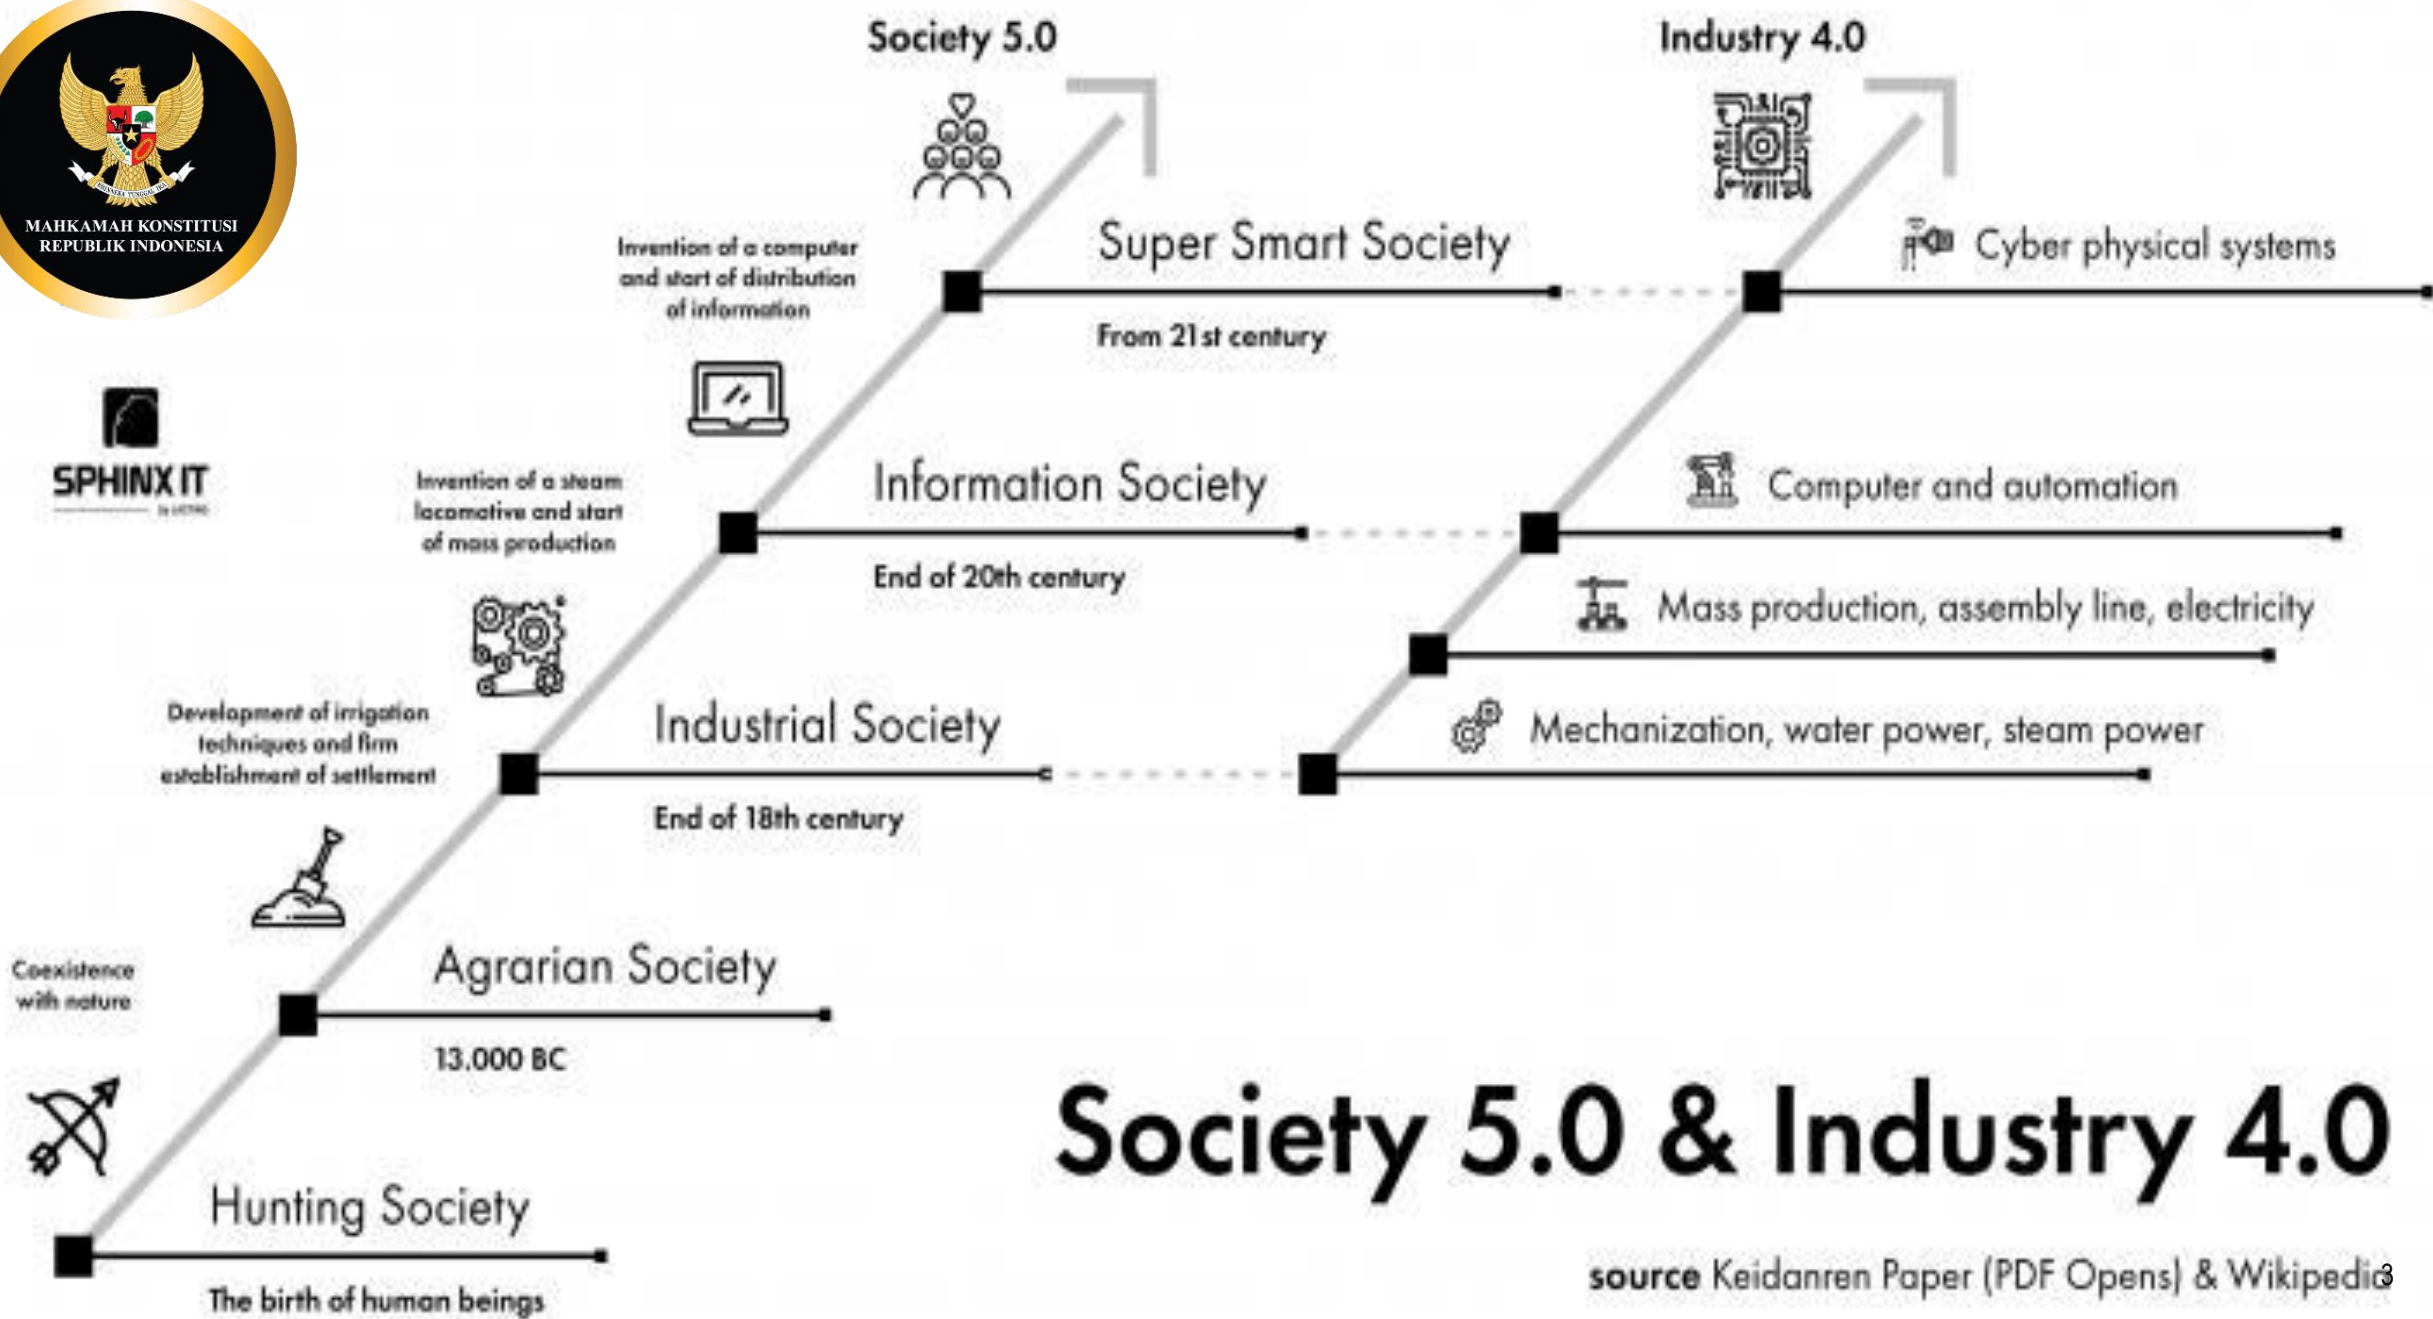 MAHKAMAH KONSTITUSI
REPUBLIK INDONESIA
SPHINX IT
Society 5.0
Industry 4.0
Invention of a computer
and start of distribution
of information
Super Smart Society
From 21st century
Cyber physical systems
Invention of a steam
locomotive and start
of mass production
Information Society
End of 20th century
Computer and automation
Mass production, assembly line, electricity
Development of irrigation
techniques and firm
establishment of settlement
Industrial Society
End of 18th century
Mechanization, water power, steam power
Coexistence
with nature
Agrarian Society
13.000 BC
Hunting Society
The birth of human beings
Society 5.0 & Industry 4.0
source Keidanren Paper (PDF Opens) & Wikipedia
3